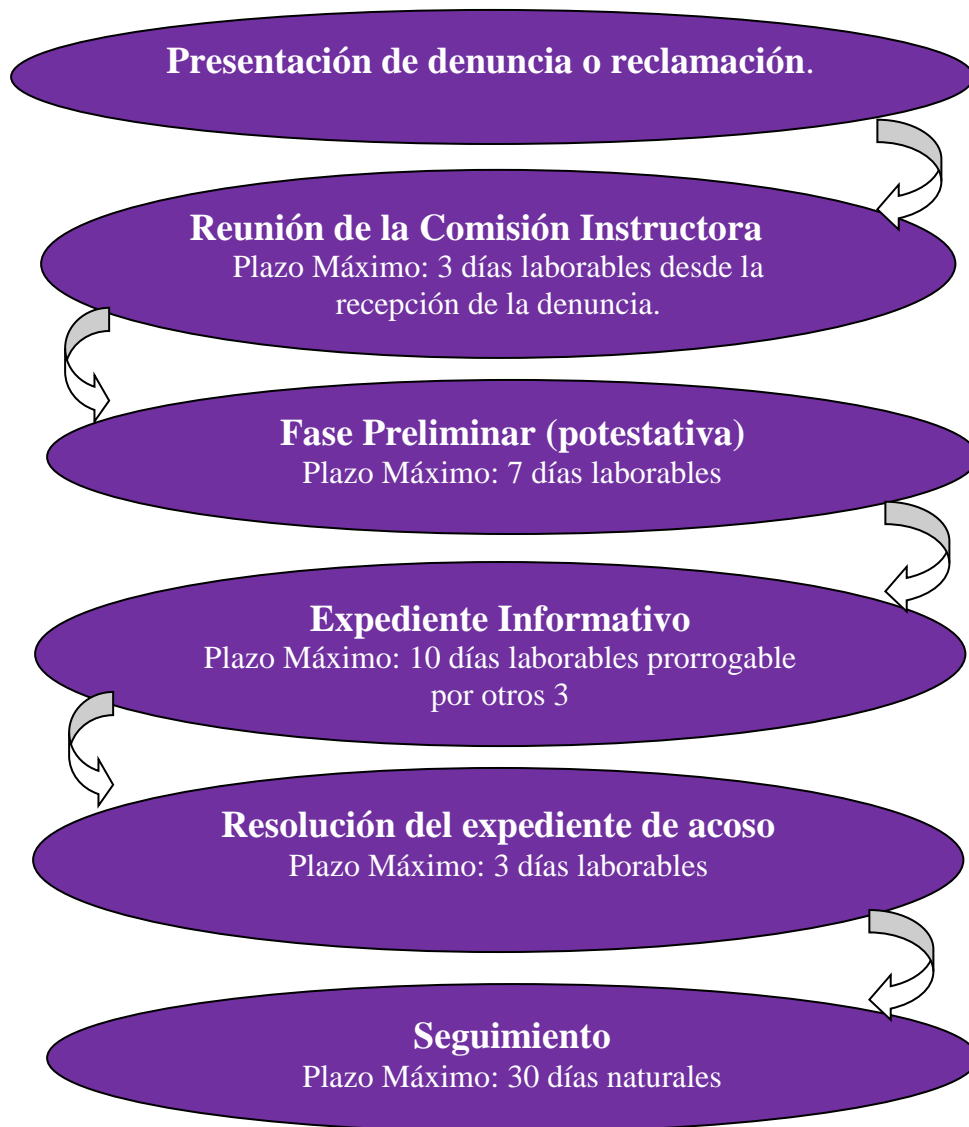 Presentación de denuncia o reclamación.
Reunión de la Comisión Instructora
Plazo Máximo: 3 días laborables desde la
recepción de la denuncia.
Fase Preliminar (potestativa)
Plazo Máximo: 7 días laborables
Expediente Informativo
Plazo Máximo: 10 días laborables prorrogable
por otros 3
Resolución del expediente de acoso
Plazo Máximo: 3 días laborables
Seguimiento
Plazo Máximo: 30 días naturales